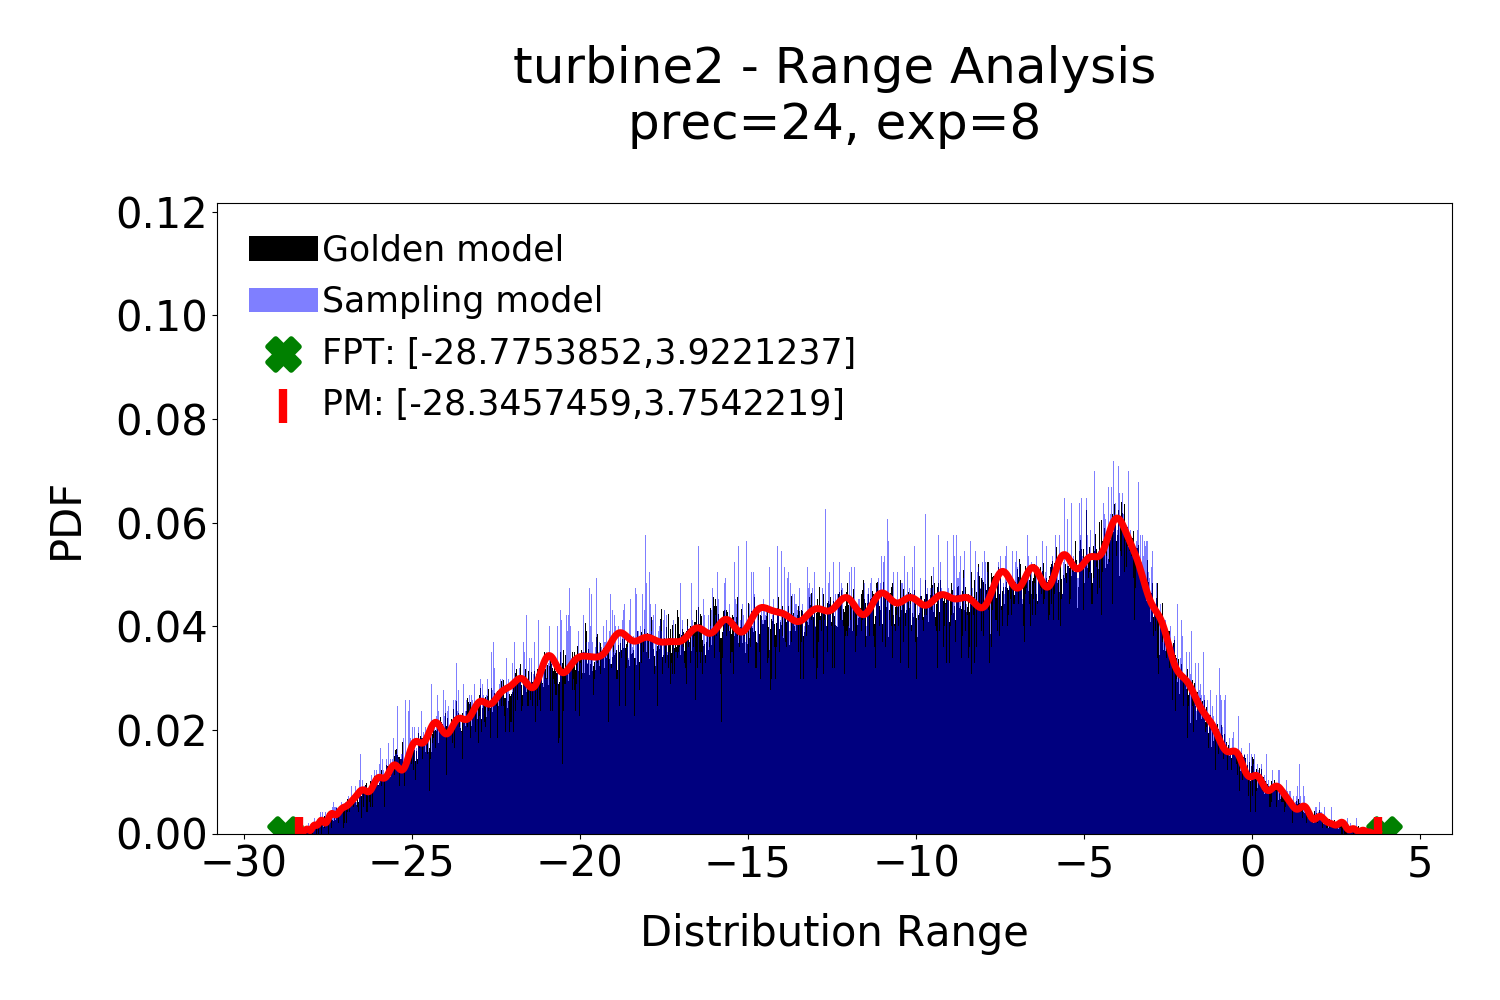 turbine2 - Range Analysis
prec=24, exp=8
0.12
0.10
0.08
0.06
0.04
0.02
0.00
PDF
Golden model
Sampling model
FPT: [-28.7753852,3.9221237]
PM: [-28.3457459,3.7542219]
−30 −25 −20 −15 −10 −5 0 5
Distribution Range